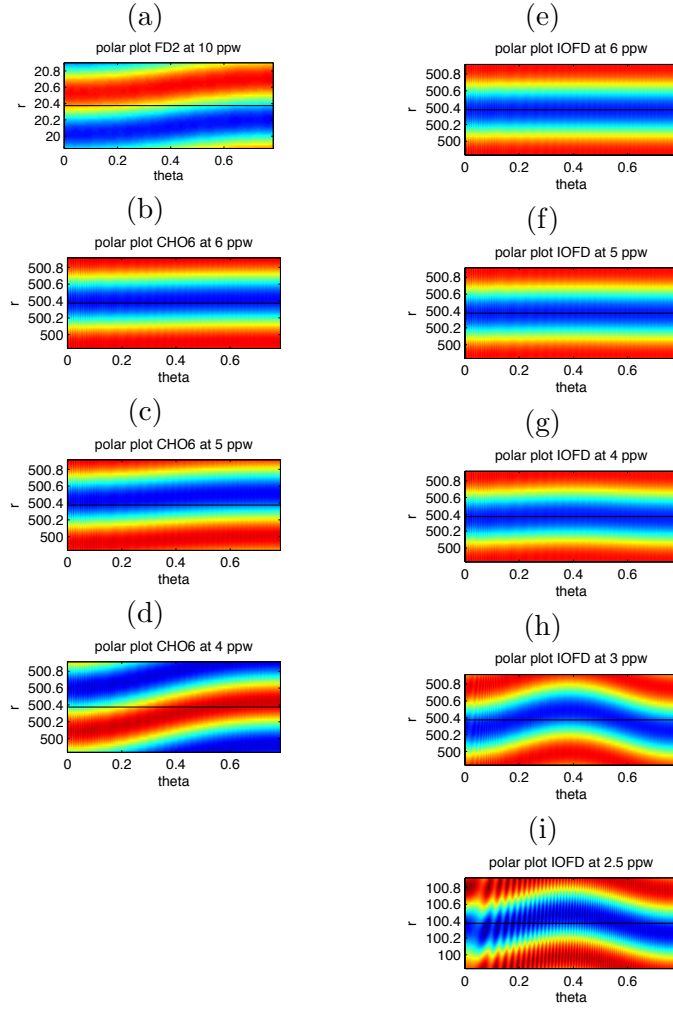 (a)
polar plot FD2 at 10 ppw
20.8
20.6
20.4
20.2
20
r
0 0.2 0.4 0.6
theta
(b)
polar plot CHO6 at 6 ppw
500.8
500.6
500.4
500.2
500
r
0 0.2 0.4 0.6
theta
(c)
polar plot CHO6 at 5 ppw
500.8
500.6
500.4
500.2
500
r
0 0.2 0.4 0.6
theta
(d)
polar plot CHO6 at 4 ppw
500.8
500.6
500.4
500.2
500
r
0 0.2 0.4 0.6
theta
(e)
polar plot IOFD at 6 ppw
500.8
500.6
500.4
500.2
500
r
0 0.2 0.4 0.6
theta
(f)
polar plot IOFD at 5 ppw
500.8
500.6
500.4
500.2
500
r
0 0.2 0.4 0.6
theta
(g)
polar plot IOFD at 4 ppw
500.8
500.6
500.4
500.2
500
r
0 0.2 0.4 0.6
theta
(h)
polar plot IOFD at 3 ppw
500.8
500.6
500.4
500.2
500
r
0 0.2 0.4 0.6
theta
(i)
polar plot IOFD at 2.5 ppw
100.8
100.6
100.4
100.2
100
r
0 0.2 0.4 0.6
theta